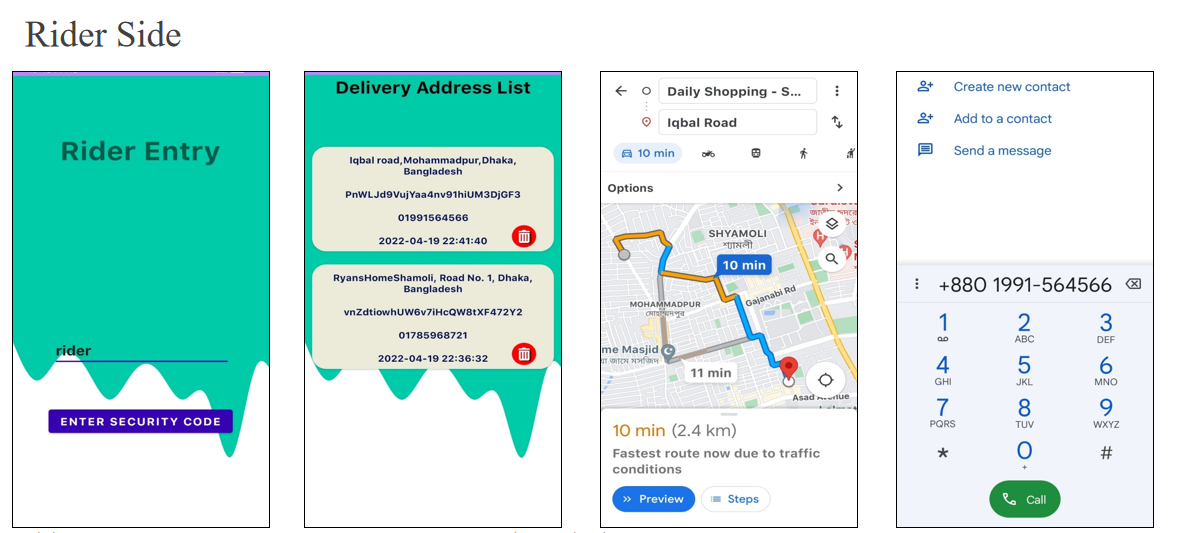 Rider Side
Rider Entry
rider
ENTER SECURITY CODE
Delivery Address List
Iqbal road,Mohammadpur,Dhaka,
Bangladesh
PnWLJd9VujYaa4nv91hiUM3DjGF3
01991564566
2022-04-19 22:41:40
RyansHomeShamoli, Road No. 1, Dhaka,
Bangladesh
vnZdtiowhUW6v7iHcQW8tXF472Y2
01785968721
2022-04-19 22:36:32
Daily Shopping - S...
Iqbal Road
10 min
Options
SHYAMOLI
শ্যামলী
10 min
Gajanabi Rd
MOHAMMADPUR
মোহাম্মদপুর
me Masjid
য়া জামে মসজিদ
11 min
Asad Avenue
10 min (2.4 km)
Fastest route now due to traffic
conditions
Preview
Steps
Create new contact
Add to a contact
Send a message
+880 1991-564566
1 2 3
ABC DEF
4 5 6
GHI JKL MNO
7 8 9
PQRS TUV WXYZ
* 0 #
+
Call